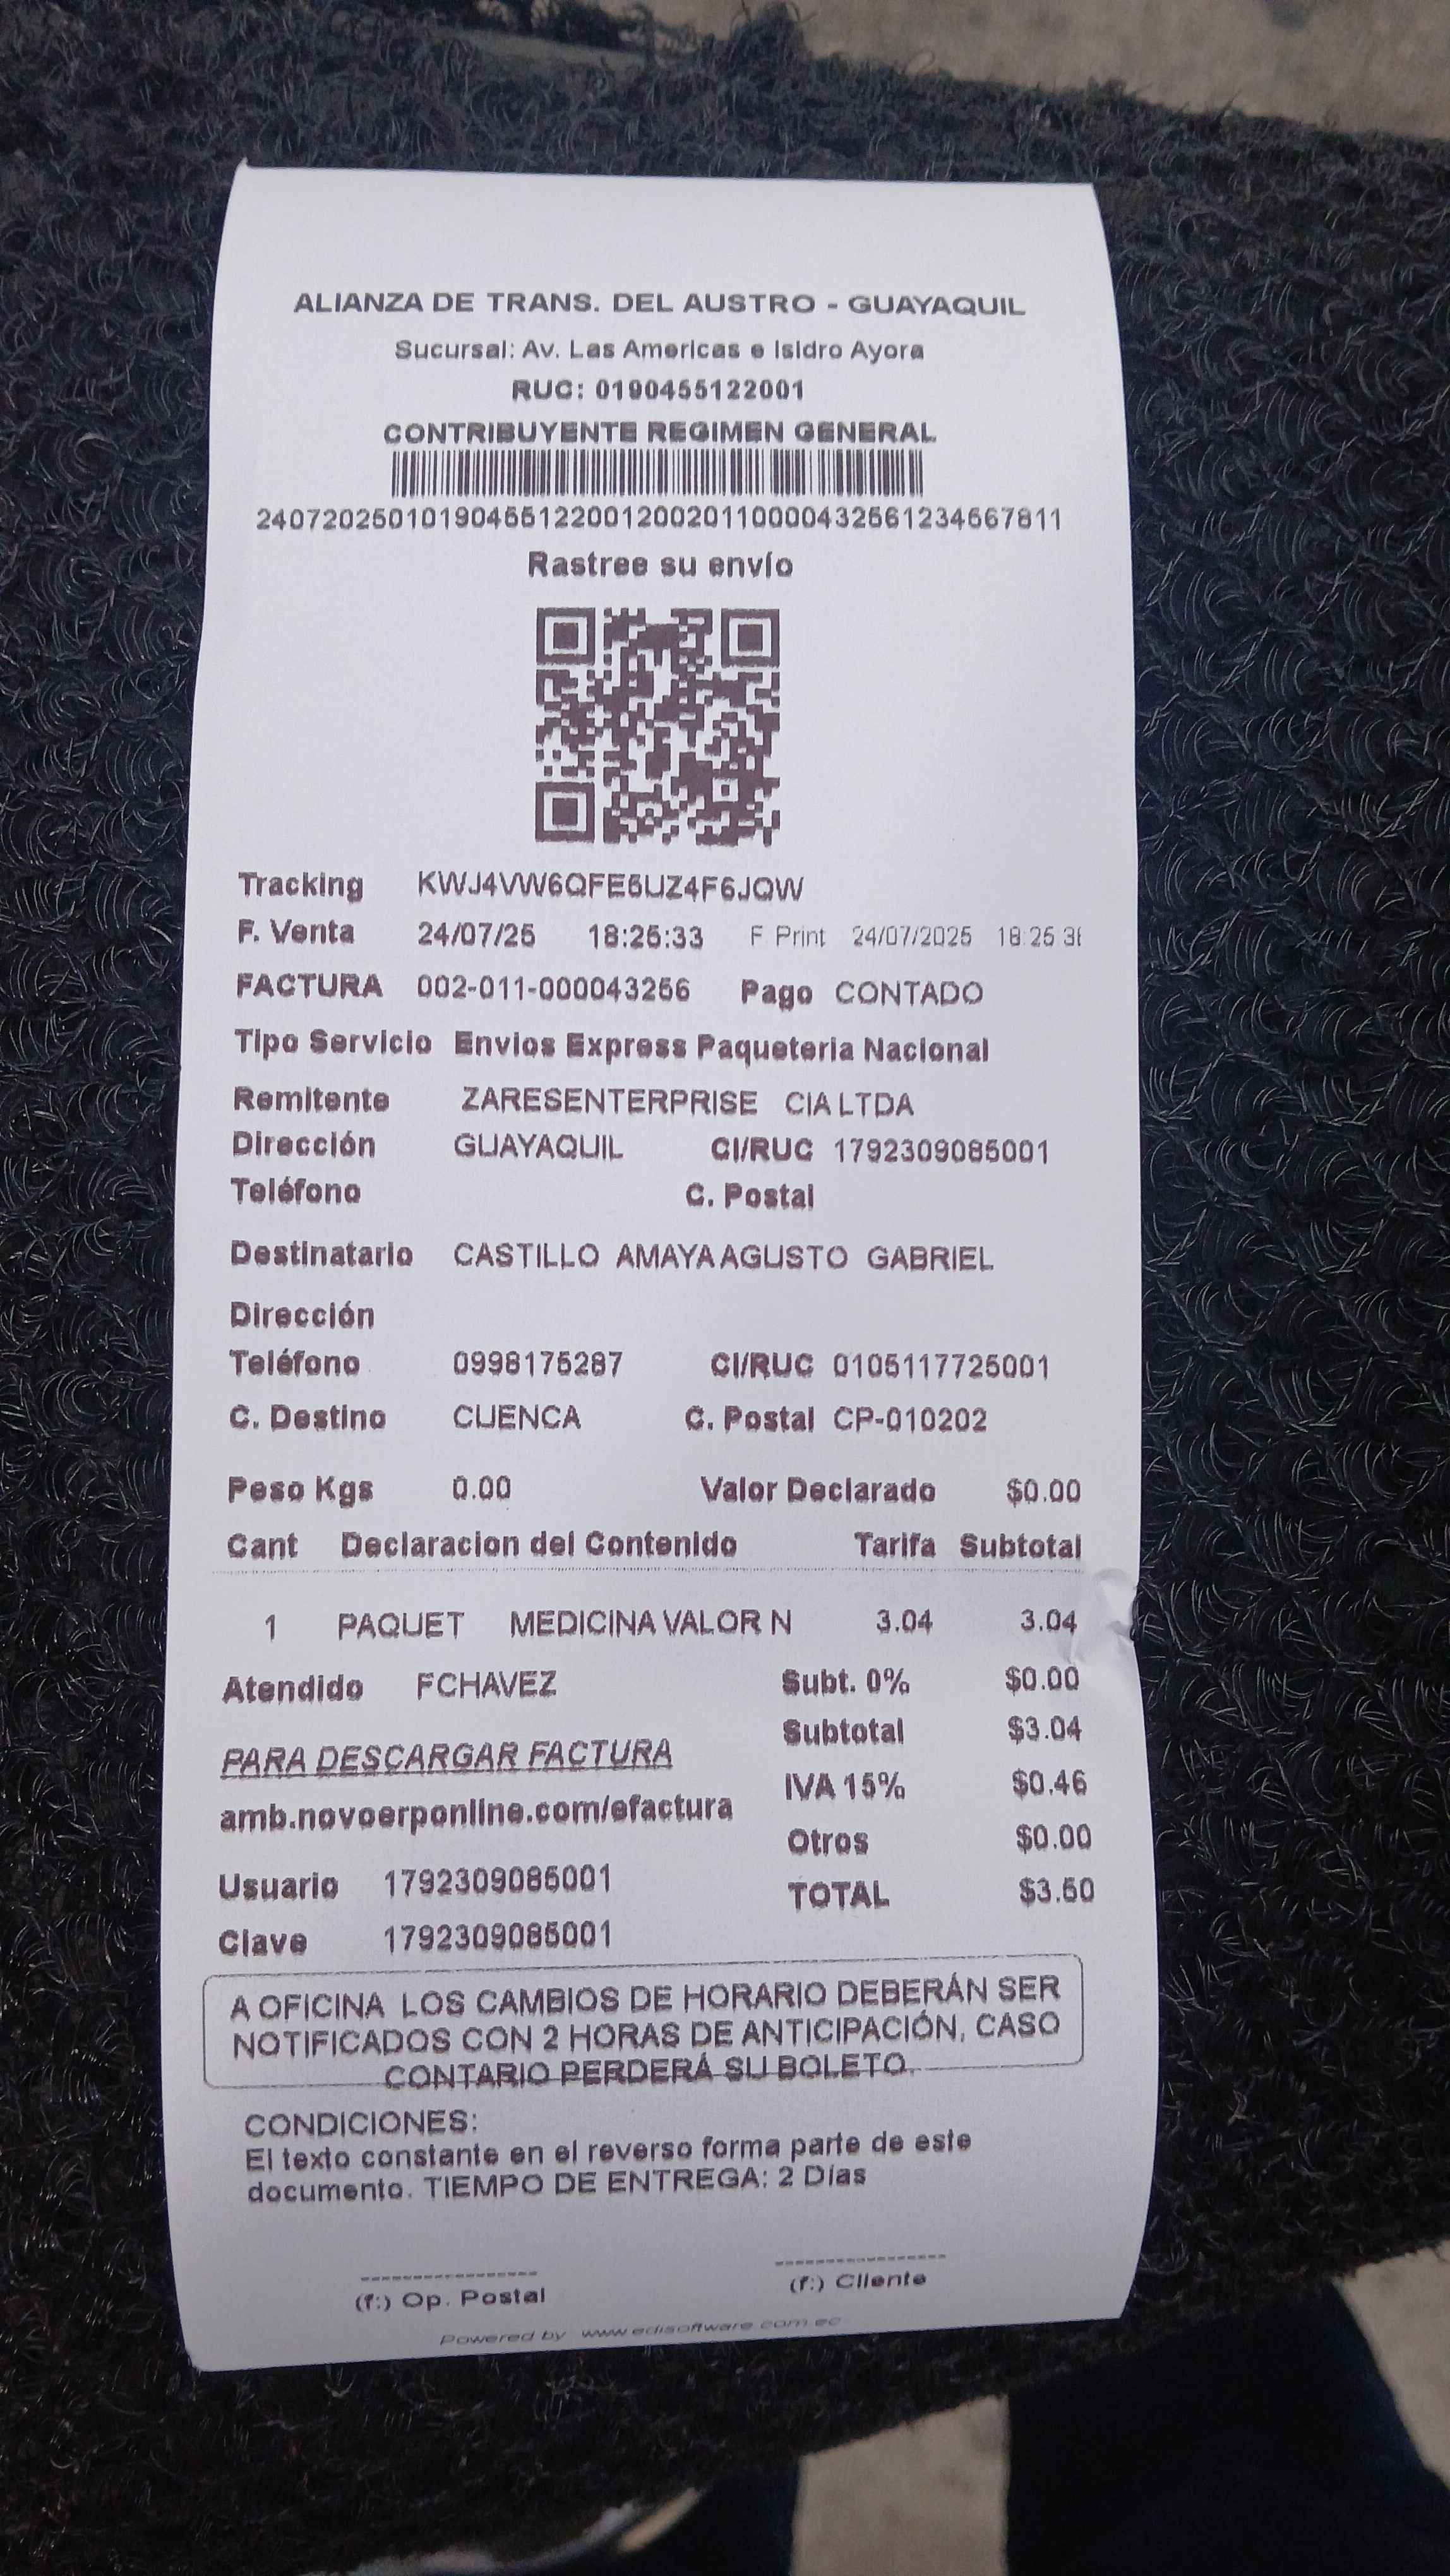 ALIANZA DE TRANS. DEL AUSTRO - GUAYAQUIL
Sucursal: Av. Las Americas e Isidro Ayora
RUC: 0190455122001
CONTRIBUYENTE REGIMEN GENERAL
2407202501019045512200120020110000432561234567811
Rastree su envío
Tracking KWJ4VW6QFE5UZ4F6JQW
F. Venta 24/07/25 18:25:33 F Print 24/07/2025 18:25:3
FACTURA 002-011-000043256 Pago CONTADO
Tipo Servicio Envios Express Paqueteria Nacional
Remitente ZARESENTERPRISE CIA LTDA
Dirección GUAYAQUIL CI/RUC 1792309085001
Teléfono C. Postal
Destinatario CASTILLO AMAYA AGUSTO GABRIEL
Dirección
Teléfono 0998175287 CI/RUC 0105117725001
C. Destino CUENCA C. Postal CP-010202
Peso Kgs 0.00 Valor Declarado $0.00
Cant Declaracion del Contenido Tarifa Subtotal
1 PAQUET MEDICINA VALOR N 3.04 3.04
Atendido FCHAVEZ Subt. 0% $0.00
Subtotal $3.04
PARA DESCARGAR FACTURA
IVA 15% $0.46
amb.novoerponline.com/efactura
Otros $0.00
Usuario 1792309085001
TOTAL $3.50
Clave 1792309085001
A OFICINA LOS CAMBIOS DE HORARIO DEBERÁN SER
NOTIFICADOS CON 2 HORAS DE ANTICIPACIÓN, CASO
CONTARIO PERDERÁ SU BOLETO.
CONDICIONES:
El texto constante en el reverso forma parte de este
documento. TIEMPO DE ENTREGA: 2 Días
(f:) Op. Postal (f:) Cliente
Powered by www.edisoftware.com.ec